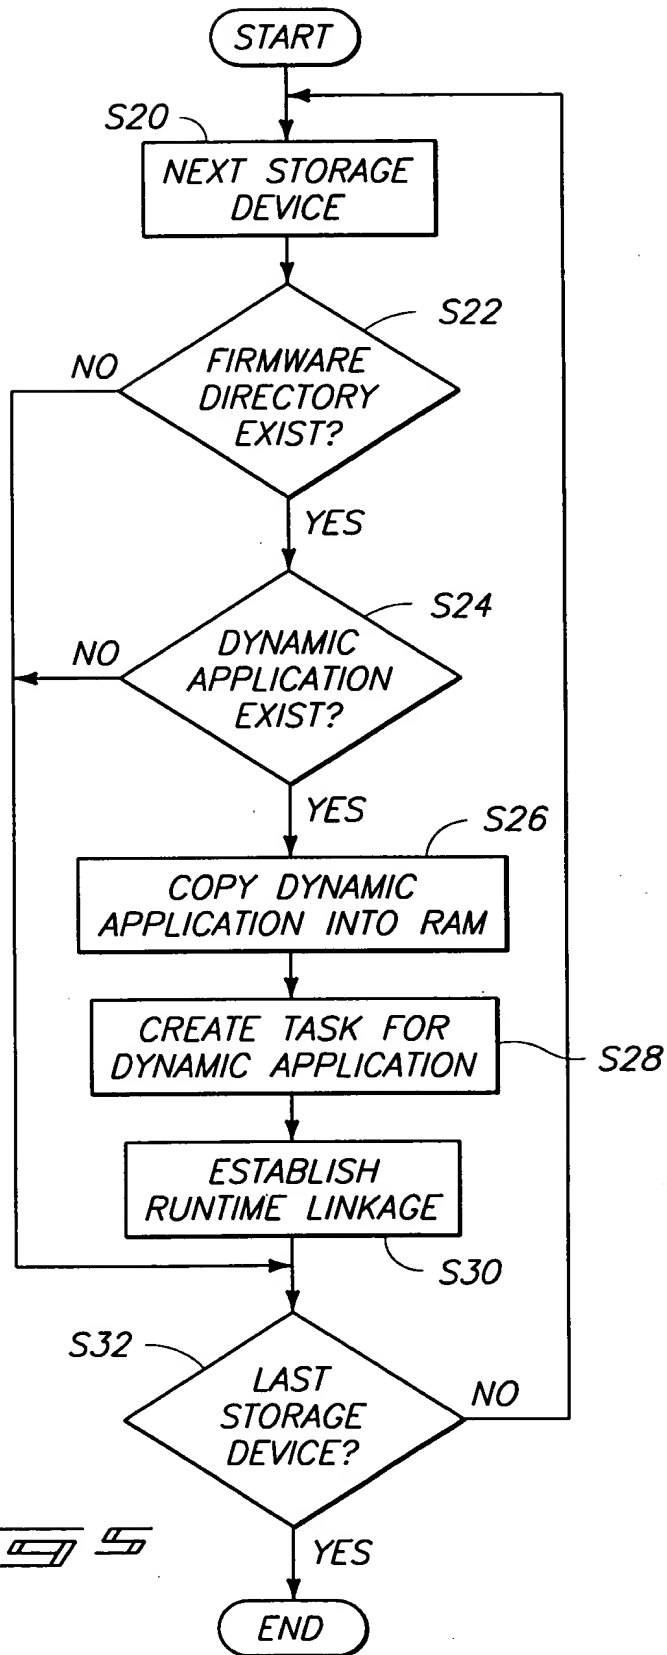 START
S20
NEXT STORAGE
DEVICE
S22
NO
FIRMWARE
DIRECTORY
EXIST?
YES
S24
NO
DYNAMIC
APPLICATION
EXIST?
YES
S26
COPY DYNAMIC
APPLICATION INTO RAM
CREATE TASK FOR
DYNAMIC APPLICATION
S28
ESTABLISH
RUNTIME LINKAGE
S30
S32
LAST
STORAGE
DEVICE?
NO
YES
END